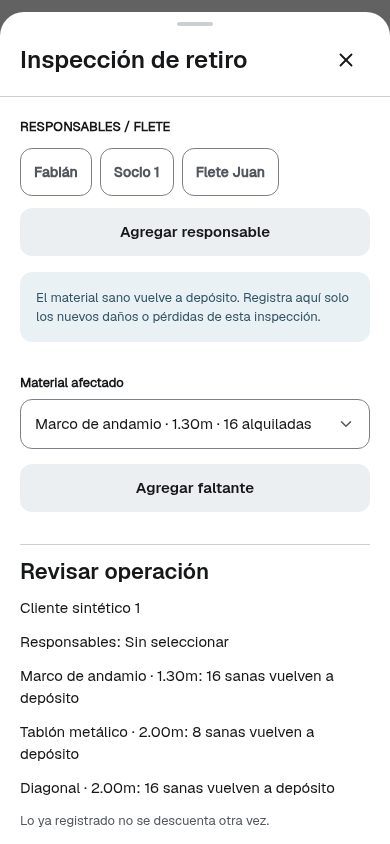 Inspección de retiro
RESPONSABLES / FLETE
Fabián
Socio 1
Flete Juan
Agregar responsable
El material sano vuelve a depósito. Registra aquí solo
los nuevos daños o pérdidas de esta inspección.
Material afectado
Marco de andamio · 1.30m · 16 alquiladas
Agregar faltante
Revisar operación
Cliente sintético 1
Responsables: Sin seleccionar
Marco de andamio · 1.30m: 16 sanas vuelven a
depósito
Tablón metálico · 2.00m: 8 sanas vuelven a
depósito
Diagonal · 2.00m: 16 sanas vuelven a depósito
Lo ya registrado no se descuenta otra vez.